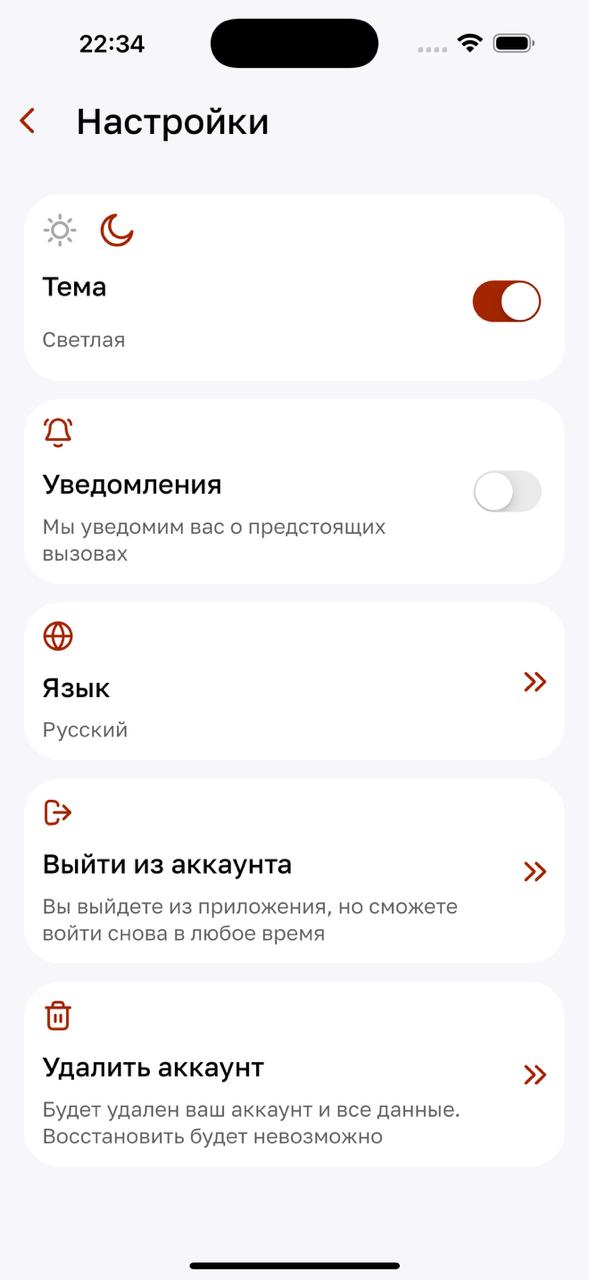 22:34
Настройки
Тема
Светлая
Уведомления
Мы уведомим вас о предстоящих
вызовах
Язык
Русский
Выйти из аккаунта
Вы выйдете из приложения, но сможете
войти снова в любое время
Удалить аккаунт
Будет удален ваш аккаунт и все данные.
Восстановить будет невозможно